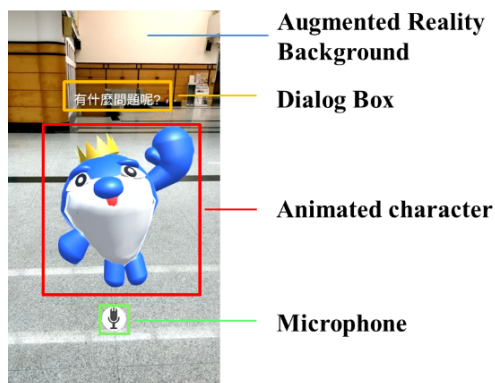 Augmented Reality
Background
有什麼問題呢?
Dialog Box
Animated character
Microphone